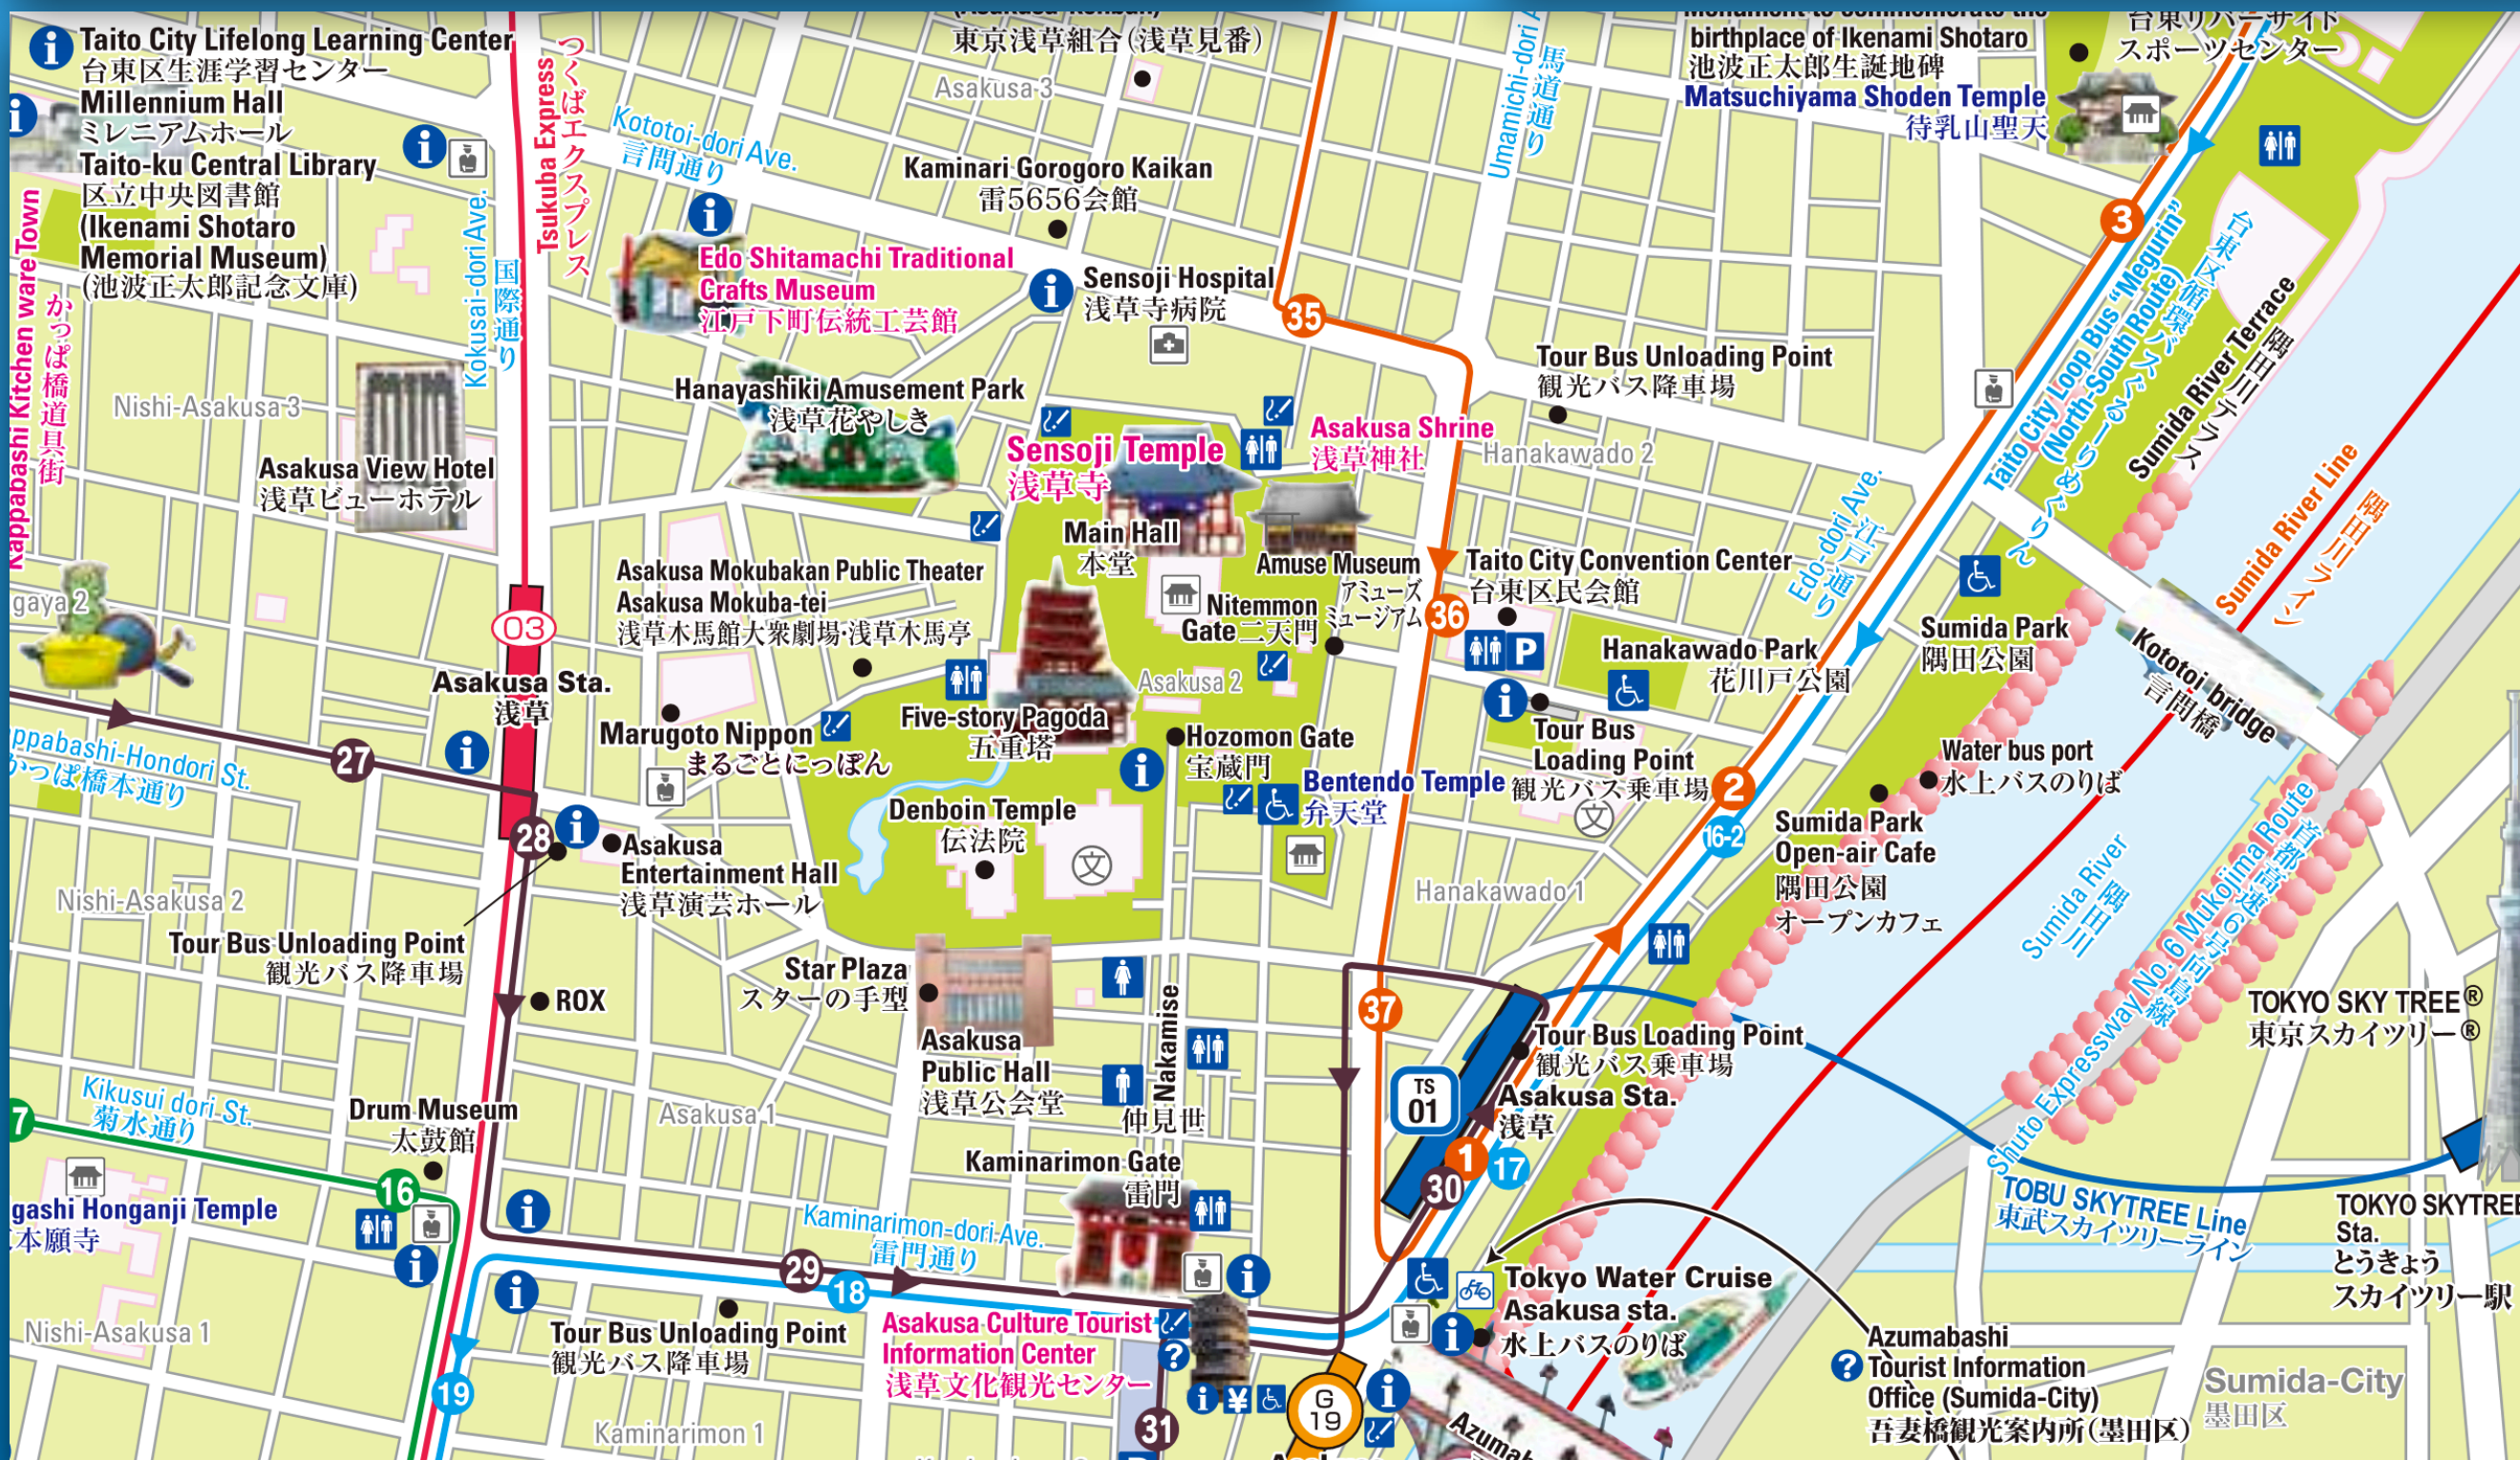 Taito City Lifelong Learning Center
台東区生涯学習センター
Millennium Hall
ミレニアムホール
Taito-ku Central Library
区立中央図書館
(Ikenami Shotaro
Memorial Museum)
(池波正太郎記念文庫)
Kappabashi Kitchen ware Town
かっぱ橋道具街
Kokusai-dori Ave.
国際通り
Tsukuba Express
つくばエクスプレス
Kototoi-dori Ave.
言問通り
東京浅草組合(浅草見番)
Asakusa 3
Kaminari Gorogoro Kaikan
雷5656会館
Umamichi-dori
馬道通り
birthplace of Ikenami Shotaro
池波正太郎生誕地碑
Matsuchiyama Shoden Temple
待乳山聖天
台東リバーサイド
スポーツセンター
Edo Shitamachi Traditional
Crafts Museum
江戸下町伝統工芸館
Sensoji Hospital
浅草寺病院
35
3
Taito City Loop Bus "Megurin"
(North-South Route)
台東区循環バスぐるーりめぐりん
Sumida River Terrace
隅田川テラス
Sumida River Line
隅田川ライン
Tour Bus Unloading Point
観光バス降車場
Nishi-Asakusa 3
Asakusa View Hotel
浅草ビューホテル
Hanayashiki Amusement Park
浅草花やしき
Sensoji Temple
浅草寺
Main Hall
本堂
Asakusa Shrine
浅草神社
Hanakawado 2
Edo-dori Ave.
江戸通り
Amuse Museum
アミューズ
ミュージアム
Taito City Convention Center
台東区民会館
36
P
Nitemmon
Gate 二天門
Asakusa Mokubakan Public Theater
Asakusa Mokuba-tei
浅草木馬館大衆劇場·浅草木馬亭
gaya 2
03
Asakusa Sta.
浅草
Asakusa 2
Hanakawado Park
花川戸公園
Sumida Park
隅田公園
Kototoi bridge
言問橋
Marugoto Nippon
まるごとにっぽん
Five-story Pagoda
五重塔
Hozomon Gate
宝蔵門
Bentendo Temple
弁天堂
Tour Bus
Loading Point
観光バス乗車場
2
16-2
Water bus port
水上バスのりば
ppabashi-Hondori St.
かっぱ橋本通り
27
28
Asakusa
Entertainment Hall
浅草演芸ホール
Denboin Temple
伝法院
文
文
Sumida Park
Open-air Cafe
隅田公園
オープンカフェ
Sumida River
隅田川
Shuto Expressway No. 6 Mukojima Route
首都高速6号向島線
Nishi-Asakusa 2
Hanakawado 1
Tour Bus Unloading Point
観光バス降車場
ROX
Star Plaza
スターの手型
Asakusa
Public Hall
浅草公会堂
Nakamise
仲見世
37
Tour Bus Loading Point
観光バス乗車場
TS
01
Asakusa Sta.
浅草
TOKYO SKY TREE®
東京スカイツリー®
Kikusui dori St.
菊水通り
7
Drum Museum
太鼓館
16
Asakusa 1
Kaminarimon Gate
雷門
1
17
30
TOBU SKYTREE Line
東武スカイツリーライン
TOKYO SKYTREE
Sta.
とうきょう
スカイツリー駅
gashi Honganji Temple
本願寺
Kaminarimon-dori Ave.
雷門通り
29
18
Tokyo Water Cruise
Asakusa sta.
水上バスのりば
Nishi-Asakusa 1
Tour Bus Unloading Point
観光バス降車場
Asakusa Culture Tourist
Information Center
浅草文化観光センター
?
¥
G
19
19
31
Kaminarimon 1
Azumabashi
? Tourist Information
Office (Sumida-City)
吾妻橋観光案内所(墨田区)
Sumida-City
墨田区